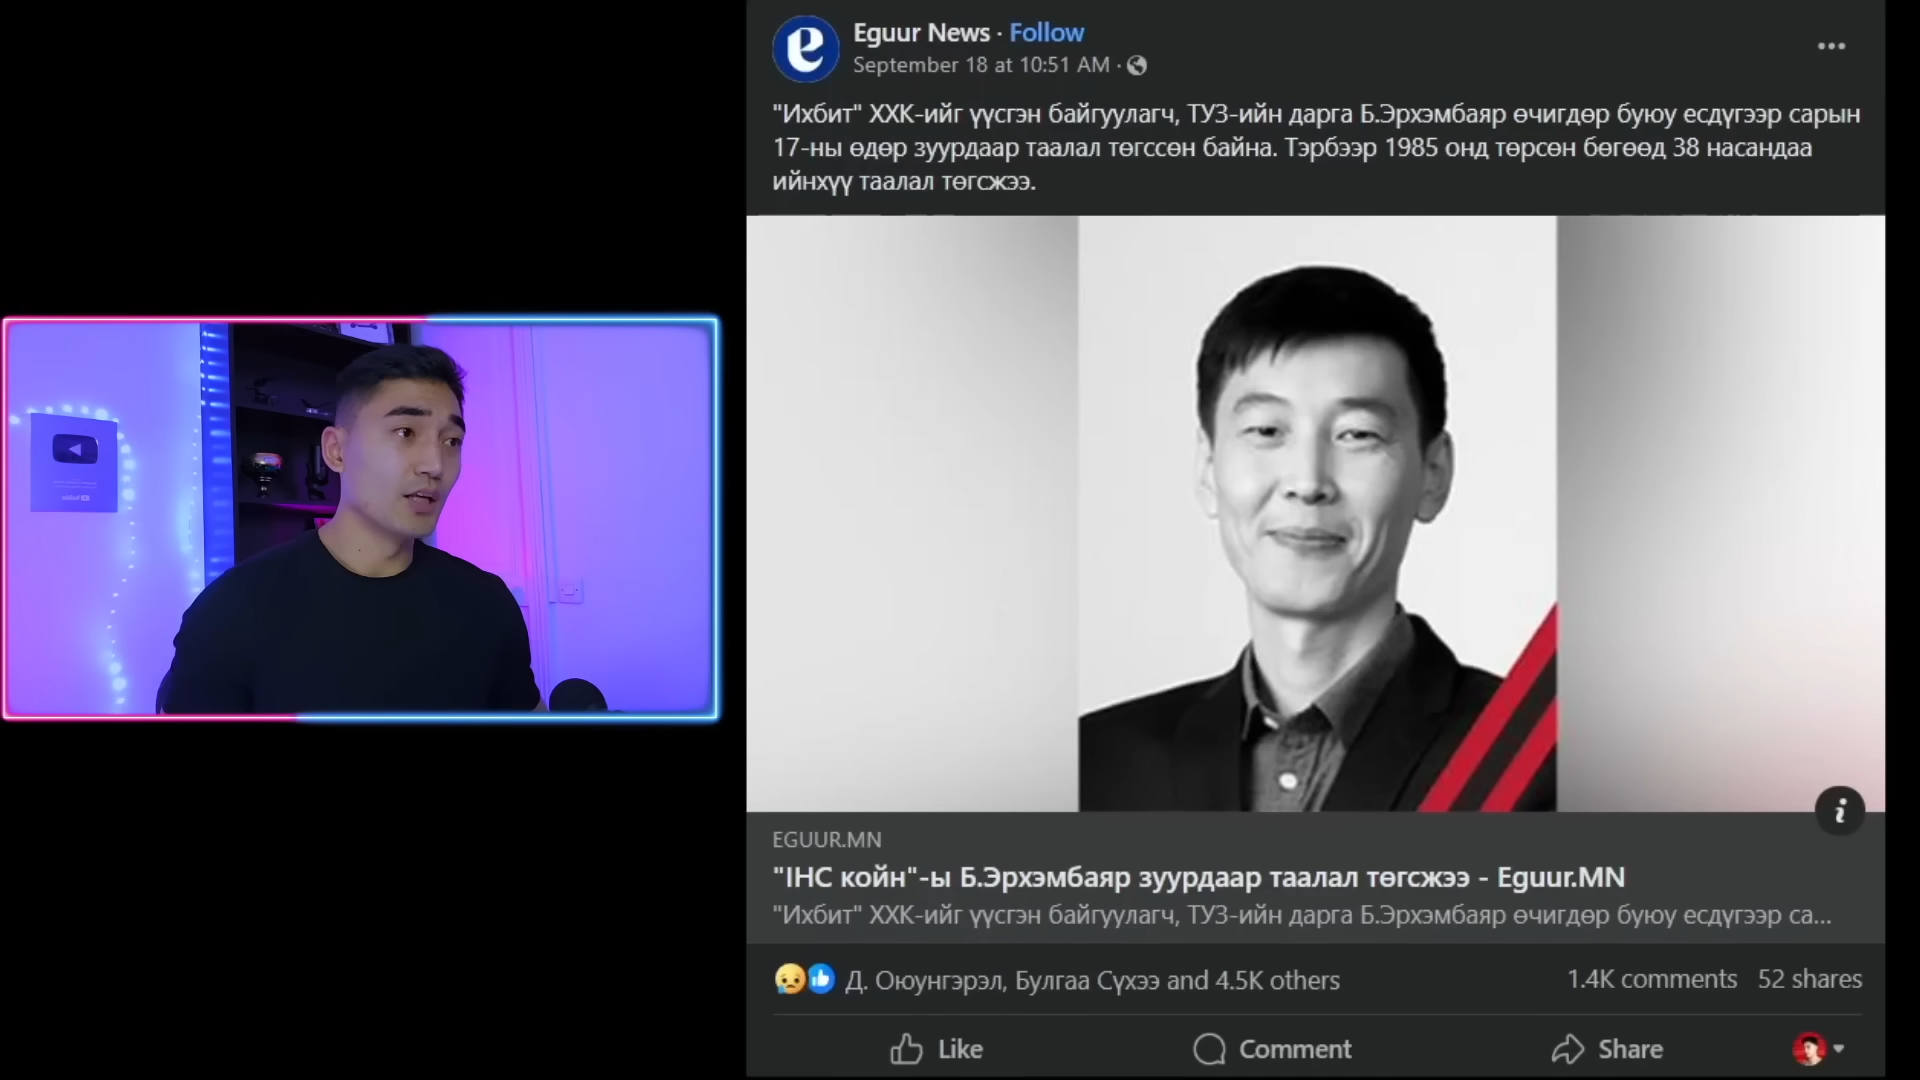 Eguur News · Follow
September 18 at 10:51 AM ·
"Ихбит" ХХК-ийг үүсгэн байгуулагч, ТУЗ-ийн дарга Б.Эрхэмбаяр өчигдөр буюу есдүгээр сарын
17-ны өдөр зуурдаар таалал төгссөн байна. Тэрбээр 1985 онд төрсөн бөгөөд 38 насандаа
ийнхүү таалал төгсжээ.
EGUUR.MN
"IHC койн"-ы Б.Эрхэмбаяр зуурдаар таалал төгсжээ - Eguur.MN
"Ихбит" ХХК-ийг үүсгэн байгуулагч, ТУЗ-ийн дарга Б.Эрхэмбаяр өчигдөр буюу есдүгээр са...
Д. Оюунгэрэл, Булгаа Сүхээ and 4.5K others
1.4K comments 52 shares
Like Comment Share